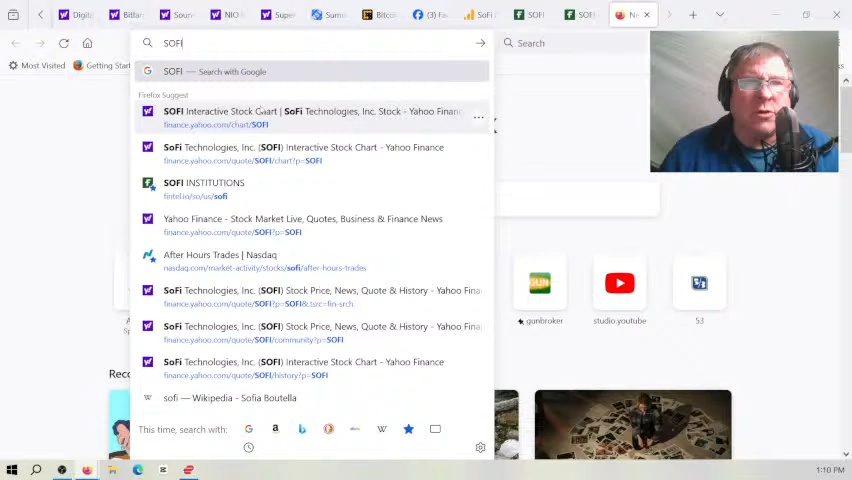 Digita
Bitfar
Sourc
NIO I
Super
Summ
Bitcoi
(3) Fa
SoFi
SOFI
SOFI
Ne
SOFI
Search
Most Visited
Getting Start
SOFI — Search with Google
Firefox Suggest
SOFI Interactive Stock Chart | SoFi Technologies, Inc. Stock - Yahoo Financ
finance.yahoo.com/chart/SOFI
SoFi Technologies, Inc. (SOFI) Interactive Stock Chart - Yahoo Finance
finance.yahoo.com/quote/SOFI/chart?p=SOFI
SOFI INSTITUTIONS
fintel.io/so/us/sofi
Yahoo Finance - Stock Market Live, Quotes, Business & Finance News
finance.yahoo.com/quote/SOFI?p=SOFI
After Hours Trades | Nasdaq
nasdaq.com/market-activity/stocks/sofi/after-hours-trades
SoFi Technologies, Inc. (SOFI) Stock Price, News, Quote & History - Yahoo Fina
finance.yahoo.com/quote/SOFI?p=SOFI&.tsrc=fin-srch
SoFi Technologies, Inc. (SOFI) Stock Price, News, Quote & History - Yahoo Fina
finance.yahoo.com/quote/SOFI/community?p=SOFI
SoFi Technologies, Inc. (SOFI) Interactive Stock Chart - Yahoo Finance
finance.yahoo.com/quote/SOFI/history?p=SOFI
sofi — Wikipedia - Sofia Boutella
This time, search with:
GUN
gunbroker
studio.youtube
53
Reco
1:10 PM